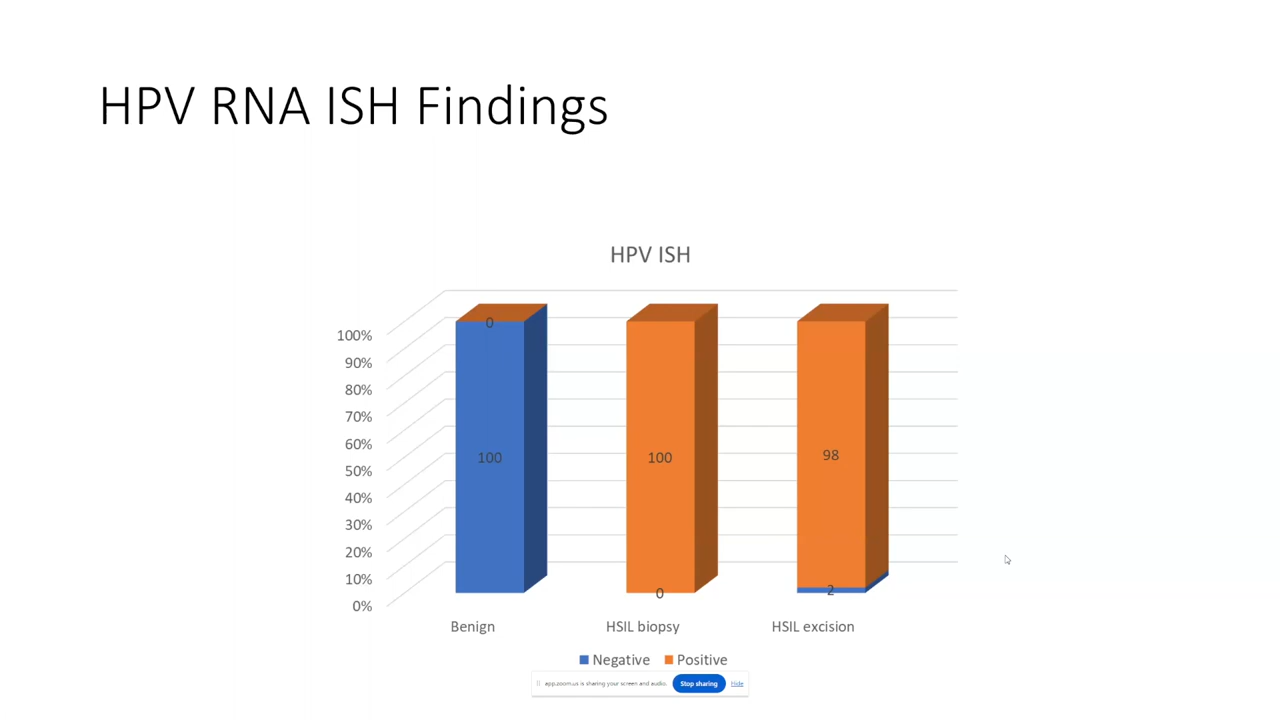 HPV RNA ISH Findings
HPV ISH
100%
90%
80%
70%
60%
50%
40%
30%
20%
10%
0%
0
100
100
0
98
2
Benign
HSIL biopsy
HSIL excision
Negative
Positive
app.zoom.us is sharing your screen and audio.
Stop sharing
Hide